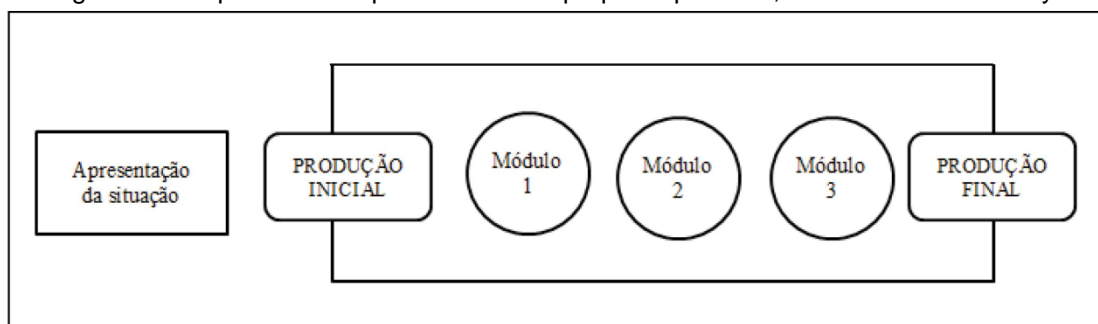 Apresentação
da situação
PRODUÇÃO
INICIAL
Módulo
1
Módulo
2
Módulo
3
PRODUÇÃO
FINAL